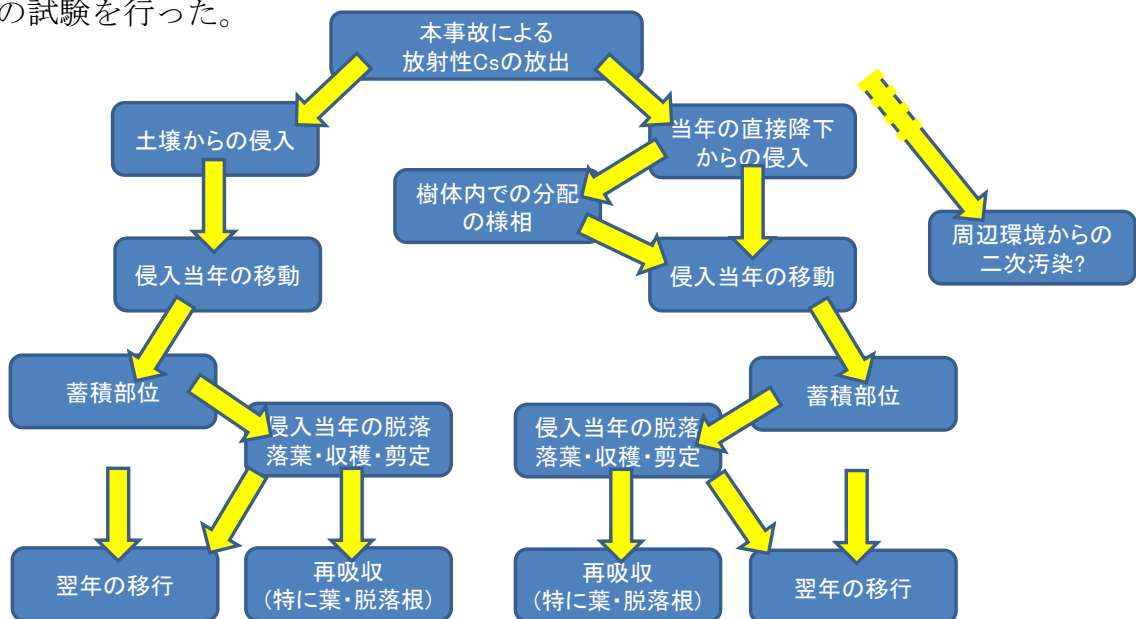 の試験を行った。
本事故による
放射性Csの放出
土壌からの侵入
当年の直接降下
からの侵入
樹体内での分配
の様相
周辺環境からの
二次汚染?
侵入当年の移動
侵入当年の移動
蓄積部位
蓄積部位
侵入当年の脱落
落葉・収穫・剪定
侵入当年の脱落
落葉・収穫・剪定
翌年の移行
再吸収
(特に葉・脱落根)
再吸収
(特に葉・脱落根)
翌年の移行